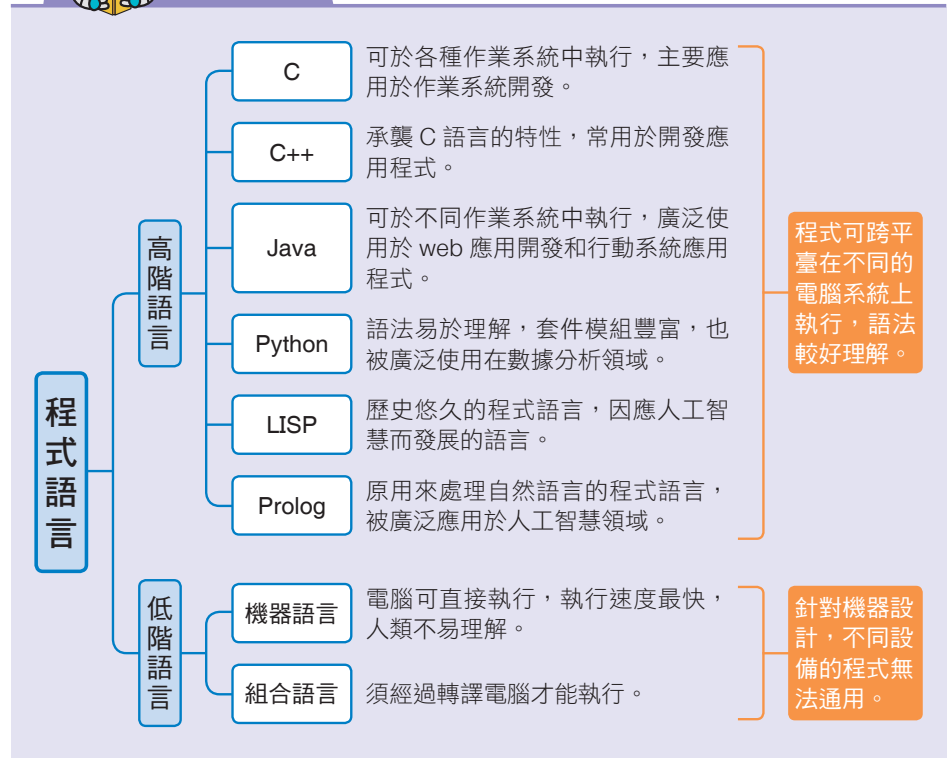 程式語言
高階語言
C
可於各種作業系統中執行，主要應
用於作業系統開發。
C++
承襲 C 語言的特性，常用於開發應
用程式。
Java
可於不同作業系統中執行，廣泛使
用於 web 應用開發和行動系統應用
程式。
Python
語法易於理解，套件模組豐富，也
被廣泛使用在數據分析領域。
LISP
歷史悠久的程式語言，因應人工智
慧而發展的語言。
Prolog
原用來處理自然語言的程式語言，
被廣泛應用於人工智慧領域。
程式可跨平
臺在不同的
電腦系統上
執行，語法
較好理解。
低階語言
機器語言
電腦可直接執行，執行速度最快，
人類不易理解。
組合語言
須經過轉譯電腦才能執行。
針對機器設
計，不同設
備的程式無
法通用。